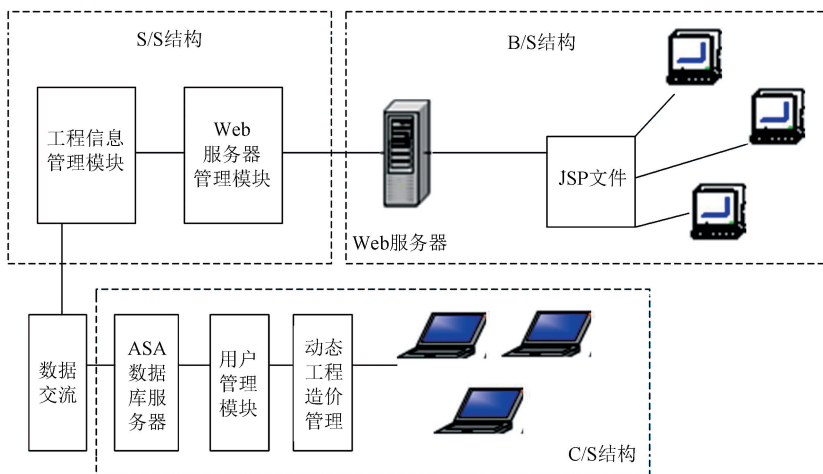 S/S结构
工程信息
管理模块
Web
服务器
管理模块
B/S结构
Web服务器
JSP文件
数据
交流
ASA
数据
库服
务器
用户
管理
模块
动态
工程
造价
管理
C/S结构